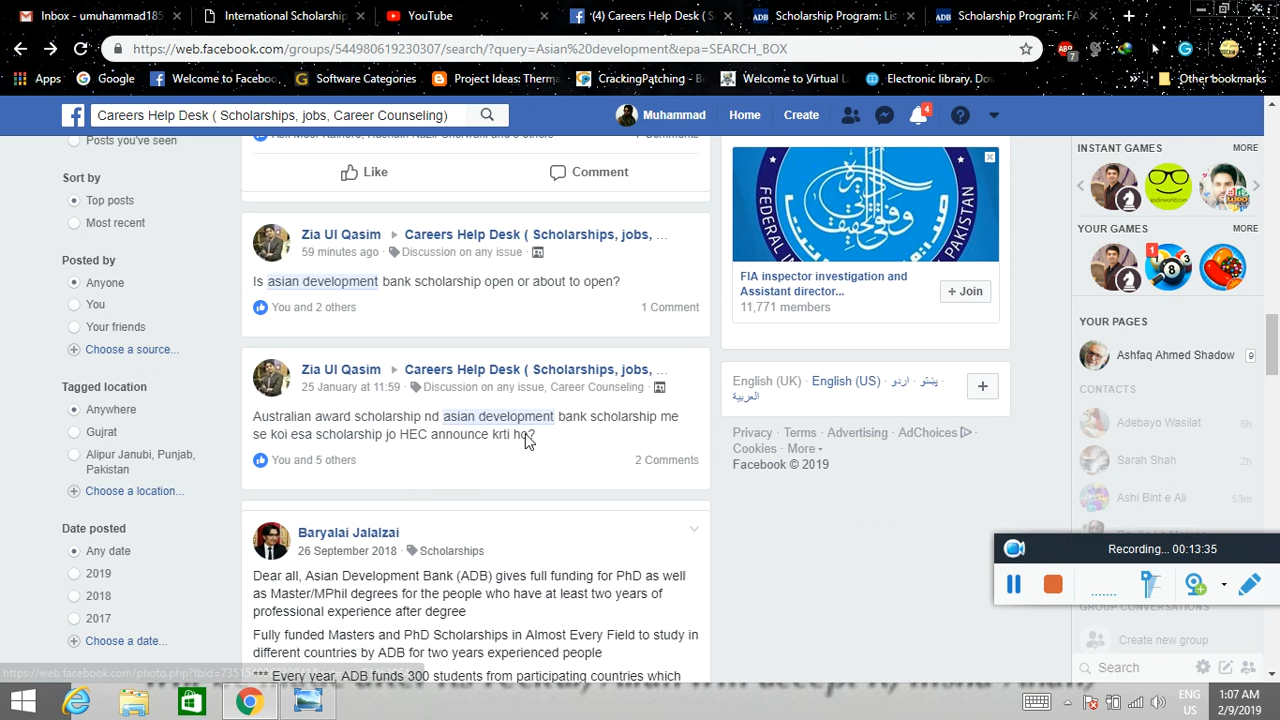 Inbox - umuhammad185
International Scholarship
YouTube
(4) Careers Help Desk ( S
Scholarship Program: Lis
Scholarship Program: FA
https://web.facebook.com/groups/544980619230307/search/?query=Asian%20development&epa=SEARCH_BOX
Apps
Google
Welcome to Faceboo
Software Categories
Project Ideas: Therma
CrackingPatching - B
Welcome to Virtual L
Electronic library. Do
Other bookmarks
Careers Help Desk ( Scholarships, jobs, Career Counseling)
Muhammad
Home
Create
4
Posts you've seen
Sort by
Top posts
Most recent
Posted by
Anyone
You
Your friends
Choose a source...
Tagged location
Anywhere
Gujrat
Alipur Janubi, Punjab,
Pakistan
Choose a location...
Date posted
Any date
2019
2018
2017
Choose a date...
Like
Comment
Zia Ul Qasim
Careers Help Desk ( Scholarships, jobs, ...
59 minutes ago
Discussion on any issue
Is asian development bank scholarship open or about to open?
You and 2 others
1 Comment
Zia Ul Qasim
Careers Help Desk ( Scholarships, jobs, ...
25 January at 11:59
Discussion on any issue, Career Counseling
Australian award scholarship nd asian development bank scholarship me
se koi esa scholarship jo HEC announce krti ho?
You and 5 others
2 Comments
Baryalai Jalalzai
26 September 2018
Scholarships
Dear all, Asian Development Bank (ADB) gives full funding for PhD as well
as Master/MPhil degrees for the people who have at least two years of
professional experience after degree
Fully funded Masters and PhD Scholarships in Almost Every Field to study in
different countries by ADB for two years experienced people
*** Every year, ADB funds 300 students from participating countries which
FIA inspector investigation and
Assistant director...
11,771 members
+ Join
English (UK) · English (US) · اردو · پښتو ·
العربية
Privacy · Terms · Advertising · AdChoices
Cookies · More
Facebook © 2019
INSTANT GAMES
MORE
YOUR GAMES
MORE
1
YOUR PAGES
Ashfaq Ahmed Shadow
9
CONTACTS
Adebayo Wasilat
6h
Sarah Shah
2h
Ashi Bint e Ali
53m
Recording... 00:13:35
GROUP CONVERSATIONS
Create new group
Search
ENG
US
1:07 AM
2/9/2019